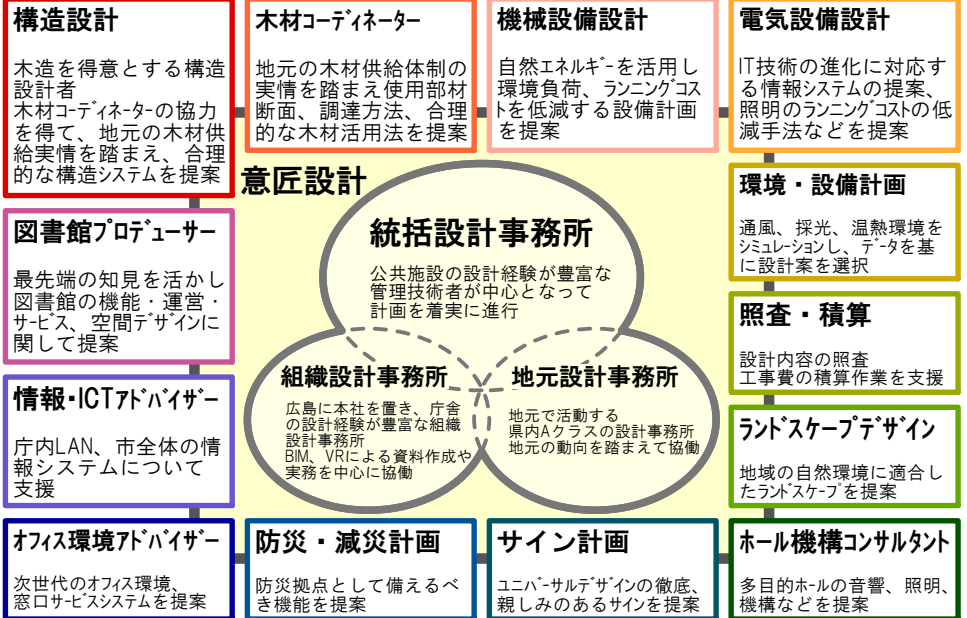 構造設計
木造を得意とする構造
設計者
木材ｺｰﾃﾞｨﾈｰﾀｰの協力
を得て、地元の木材供
給実情を踏まえ、合理
的な構造ｼｽﾃﾑを提案
木材ｺｰﾃﾞｨﾈｰﾀｰ
地元の木材供給体制の
実情を踏まえ使用部材
断面、調達方法、合理
的な木材活用法を提案
機械設備設計
自然ｴﾈﾙｷﾞｰを活用し
環境負荷、ﾗﾝﾆﾝｸﾞｺｽ
ﾄを低減する設備計画
を提案
電気設備設計
IT技術の進化に対応す
る情報ｼｽﾃﾑの提案、
照明のﾗﾝﾆﾝｸﾞｺｽﾄの低
減手法などを提案
意匠設計
統括設計事務所
公共施設の設計経験が豊富な
管理技術者が中心となって
計画を着実に進行
組織設計事務所
広島に本社を置き、庁舎
の設計経験が豊富な組織
設計事務所
BIM、VRによる資料作成や
実務を中心に協働
地元設計事務所
地元で活動する
県内Aクラスの設計事務所
地元の動向を踏まえて協働
図書館ﾌﾟﾛﾃﾞｭｰｻｰ
最先端の知見を活かし
図書館の機能・運営・
ｻｰﾋﾞｽ、空間ﾃﾞｻﾞｲﾝに
関して提案
環境・設備計画
通風、採光、温熱環境を
ｼﾐｭﾚｰｼｮﾝし、ﾃﾞｰﾀを基
に設計案を選択
照査・積算
設計内容の照査
工事費の積算作業を支援
情報･ICTｱﾄﾞﾊﾞｲｻﾞｰ
庁内LAN、市全体の情
報システムについて
支援
ﾗﾝﾄﾞｽｹｰﾌﾟﾃﾞｻﾞｲﾝ
地域の自然環境に適合し
たﾗﾝﾄﾞｽｹｰﾌﾟを提案
ｵﾌｨｽ環境ｱﾄﾞﾊﾞｲｻﾞｰ
次世代のオフィス環境、
窓口ｻｰﾋﾞｽｼｽﾃﾑを提案
防災・減災計画
防災拠点として備えるべ
き機能を提案
サイン計画
ﾕﾆﾊﾞｰｻﾙﾃﾞｻﾞｲﾝの徹底、
親しみのあるサインを提案
ﾎｰﾙ機構ｺﾝｻﾙﾀﾝﾄ
多目的ホールの音響、照明、
機構などを提案